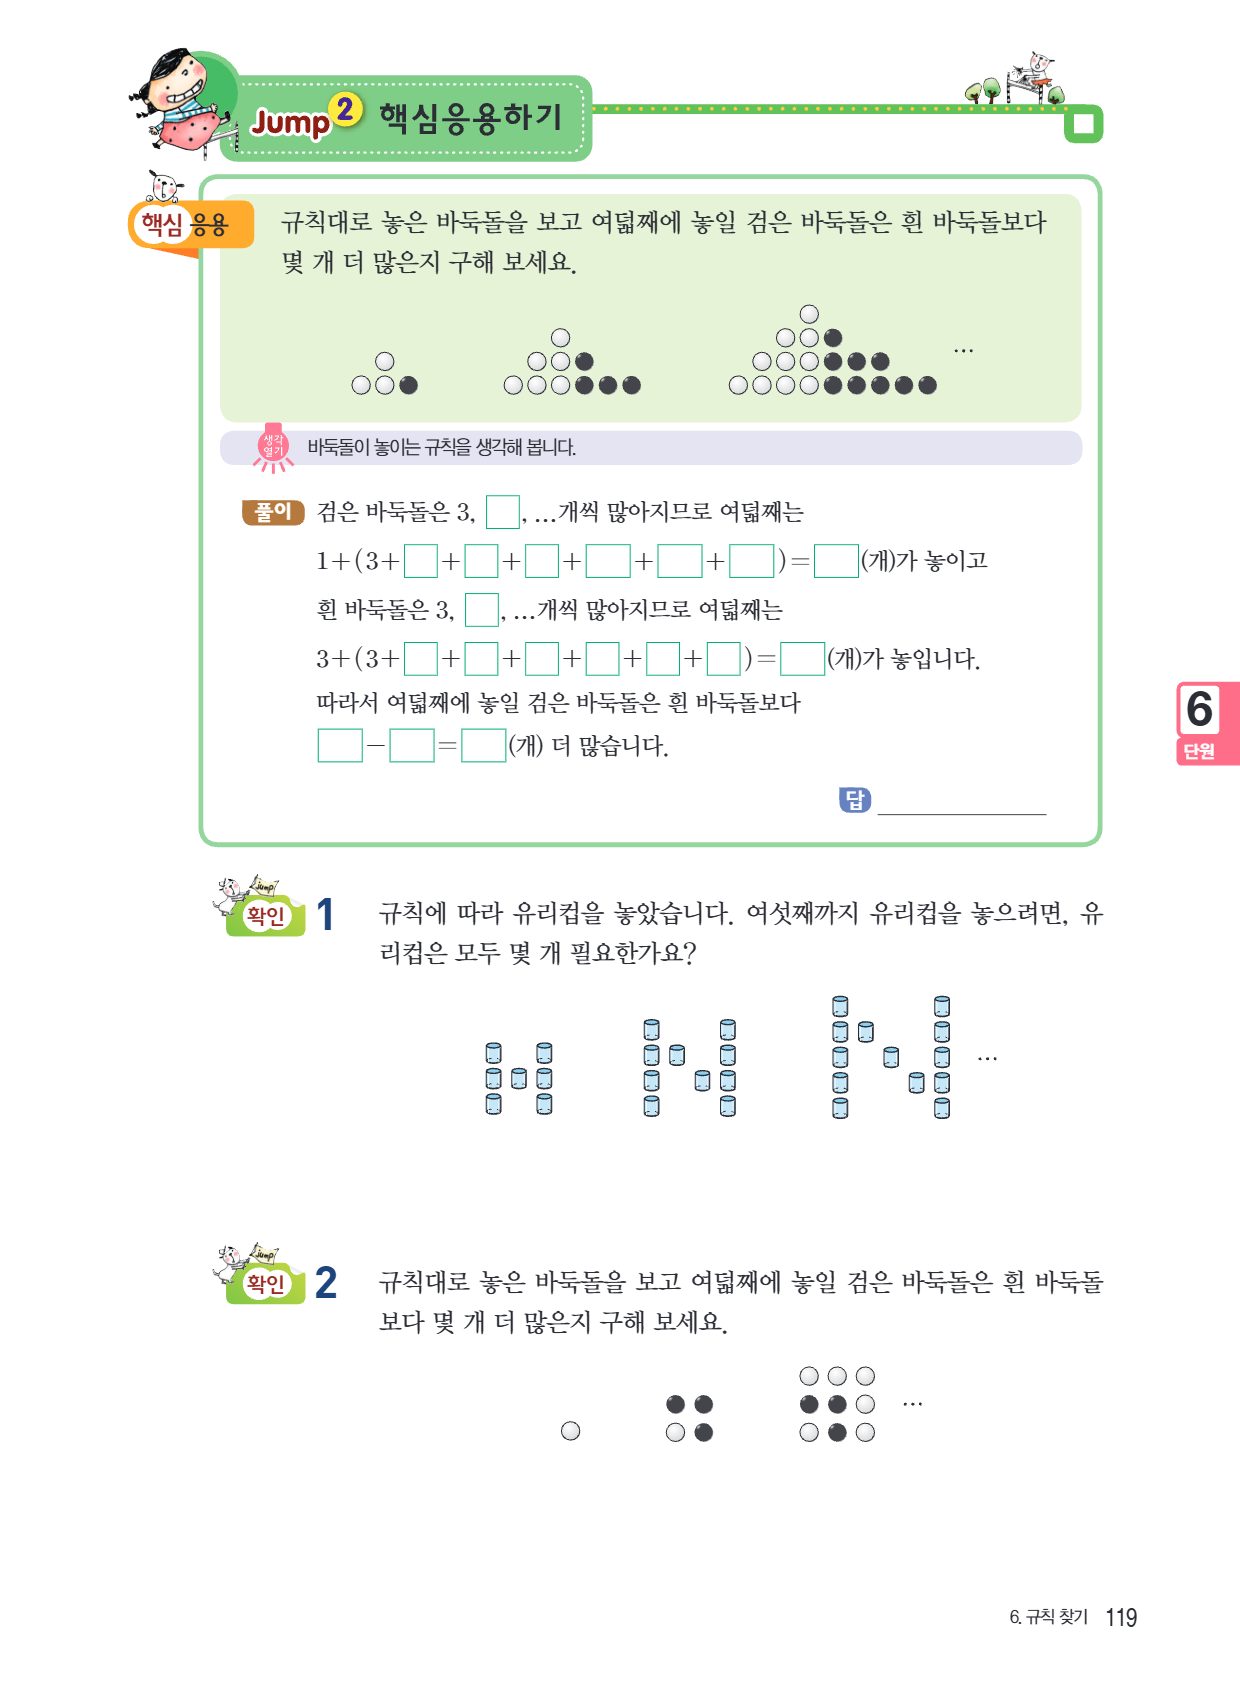 Jump 2 핵심응용하기
핵심 응용
규칙대로 놓은 바둑돌을 보고 여덟째에 놓일 검은 바둑돌은 흰 바둑돌보다
몇 개 더 많은지 구해 보세요.
…
생각
열기
바둑돌이 놓이는 규칙을 생각해 봅니다.
풀이 검은 바둑돌은 3, □, …개씩 많아지므로 여덟째는
1+(3+□+□+□+□+□+□)=□(개)가 놓이고
흰 바둑돌은 3, □, …개씩 많아지므로 여덟째는
3+(3+□+□+□+□+□+□)=□(개)가 놓입니다.
따라서 여덟째에 놓일 검은 바둑돌은 흰 바둑돌보다
□-□=□(개) 더 많습니다.
답
6
단원
Jump
확인 1 규칙에 따라 유리컵을 놓았습니다. 여섯째까지 유리컵을 놓으려면, 유
리컵은 모두 몇 개 필요한가요?
…
Jump
확인 2 규칙대로 놓은 바둑돌을 보고 여덟째에 놓일 검은 바둑돌은 흰 바둑돌
보다 몇 개 더 많은지 구해 보세요.
…
6. 규칙 찾기 119